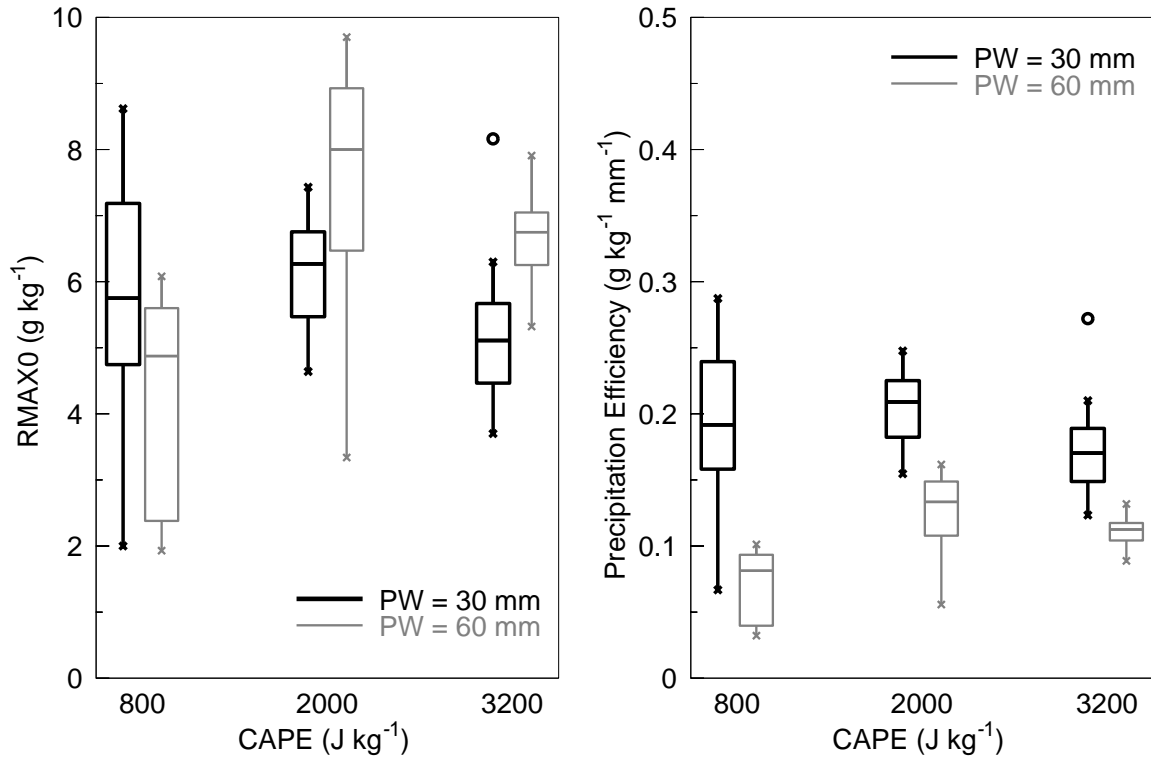 10
8
6
4
2
0
RMAX0 (g kg⁻¹)
PW = 30 mm
PW = 60 mm
800
2000
3200
CAPE (J kg⁻¹)
0.5
0.4
0.3
0.2
0.1
0
Precipitation Efficiency (g kg⁻¹ mm⁻¹)
PW = 30 mm
PW = 60 mm
800
2000
3200
CAPE (J kg⁻¹)